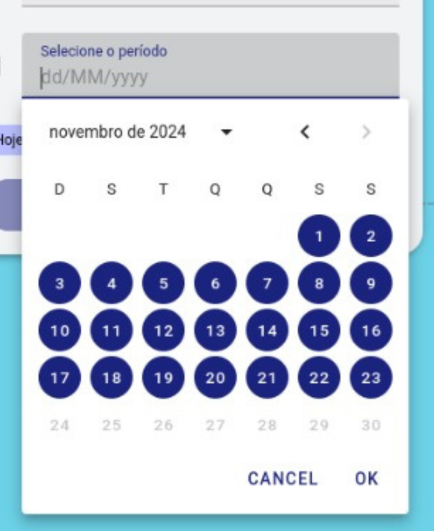 Selecione o período
dd/MM/yyyy
Hoje
novembro de 2024
D S T Q Q S S
1 2
3 4 5 6 7 8 9
10 11 12 13 14 15 16
17 18 19 20 21 22 23
24 25 26 27 28 29 30
CANCEL OK